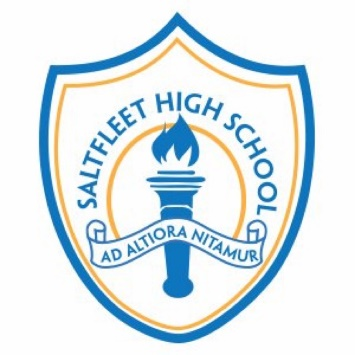 SALTFLEET HIGH SCHOOL
AD ALTIORA NITAMUR